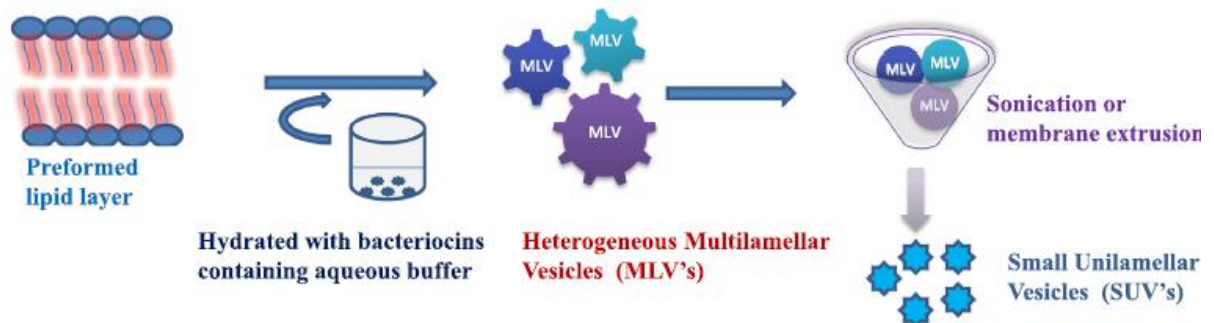 Preformed
lipid layer
Hydrated with bacteriocins
containing aqueous buffer
MLV
MLV
MLV
Heterogeneous Multilamellar
Vesicles (MLV's)
MLV
MLV
MLV
Sonication or
membrane extrusion
Small Unilamellar
Vesicles (SUV's)